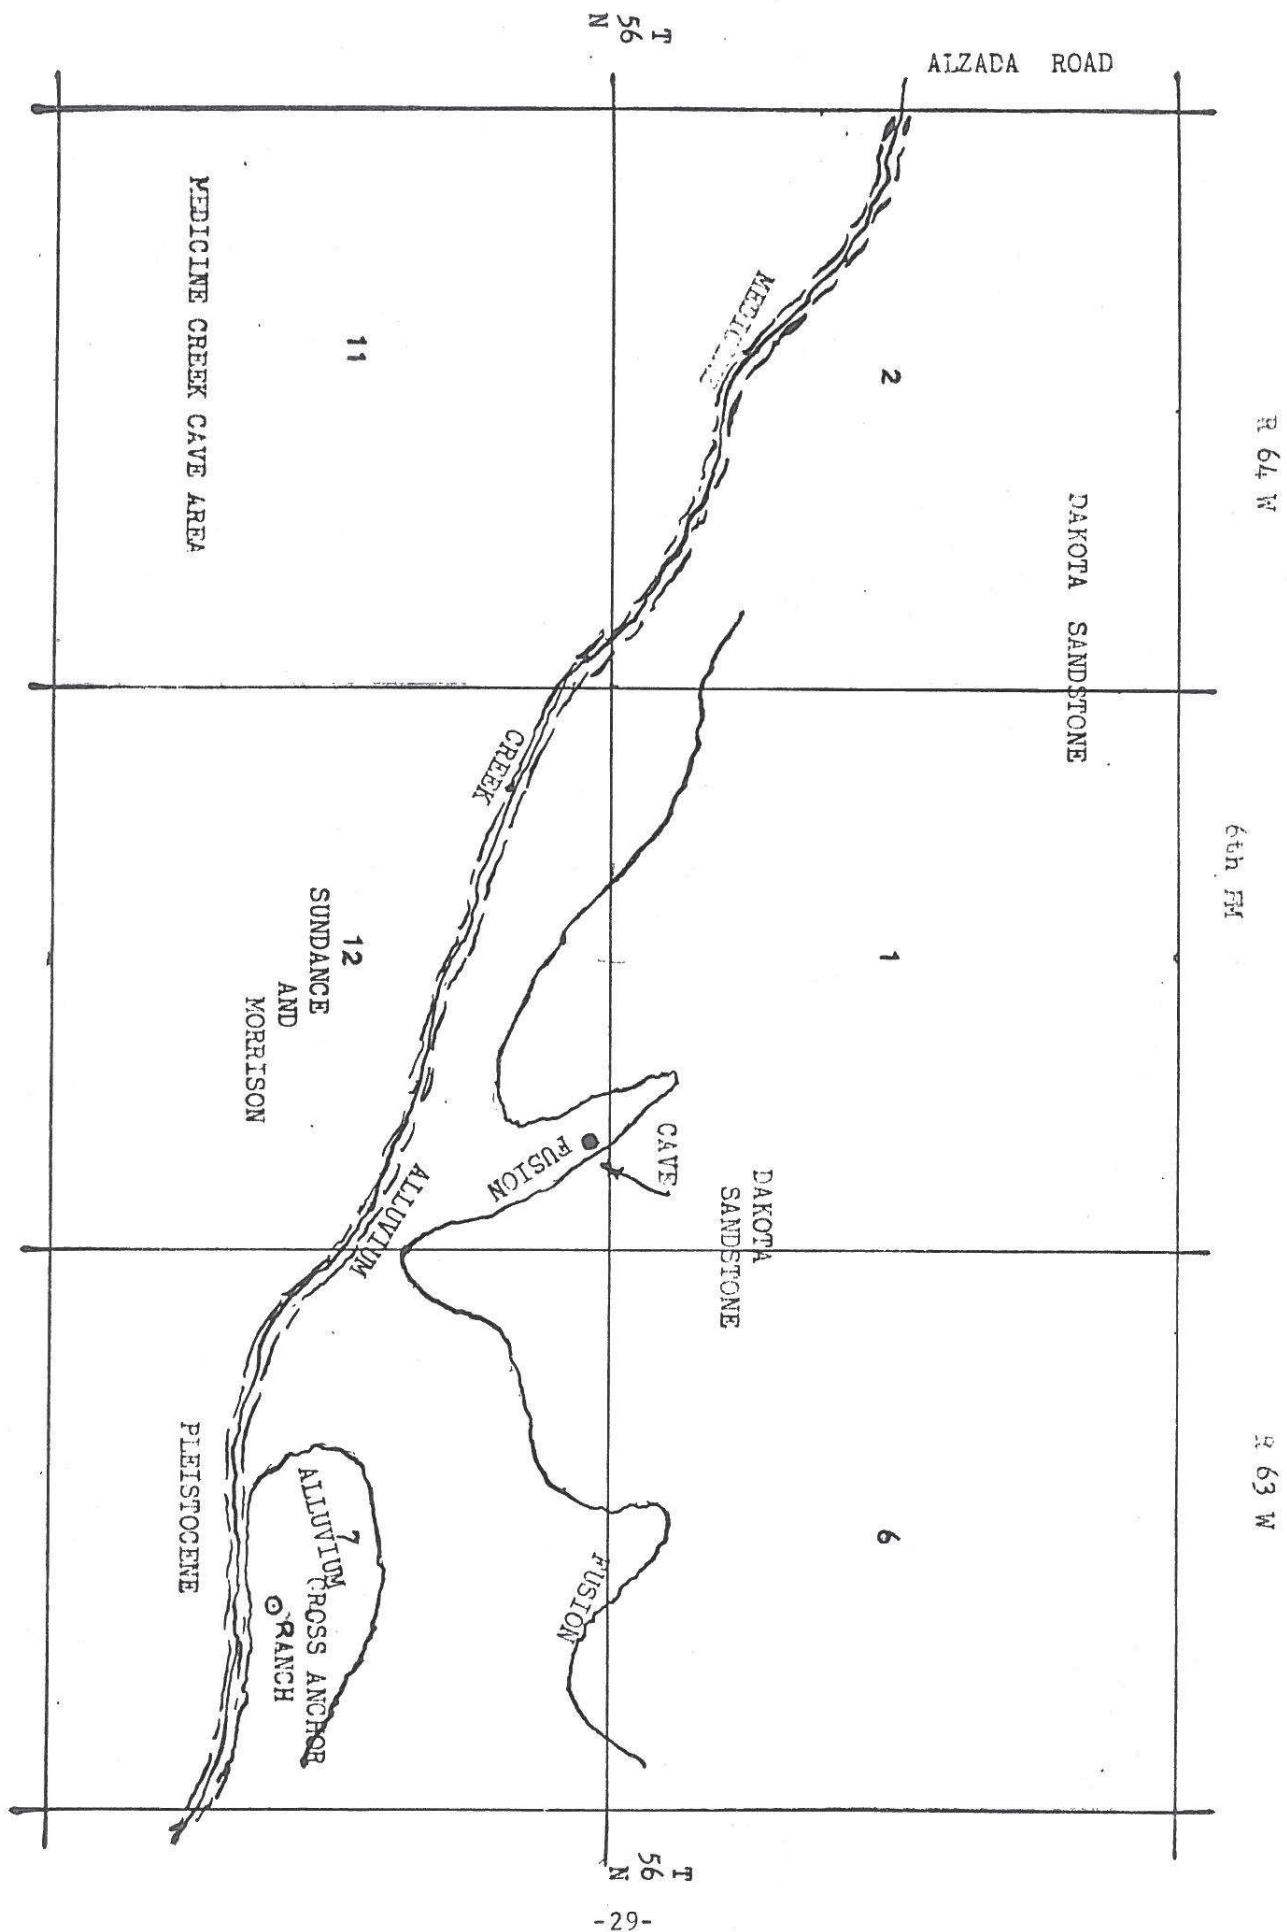 ALZADA ROAD
T
56
N
R 64 W
6th PM
R 63 W
DAKOTA SANDSTONE
2
1
6
MEDICINE
CAVE
DAKOTA
SANDSTONE
FUSION
FUSION
CREEK
ALLUVIUM
11
12
SUNDANCE
AND
MORRISON
7
ALLUVIUM
CROSS ANCHOR
RANCH
PLEISTOCENE
MEDICINE CREEK CAVE AREA
T
56
N
-29-